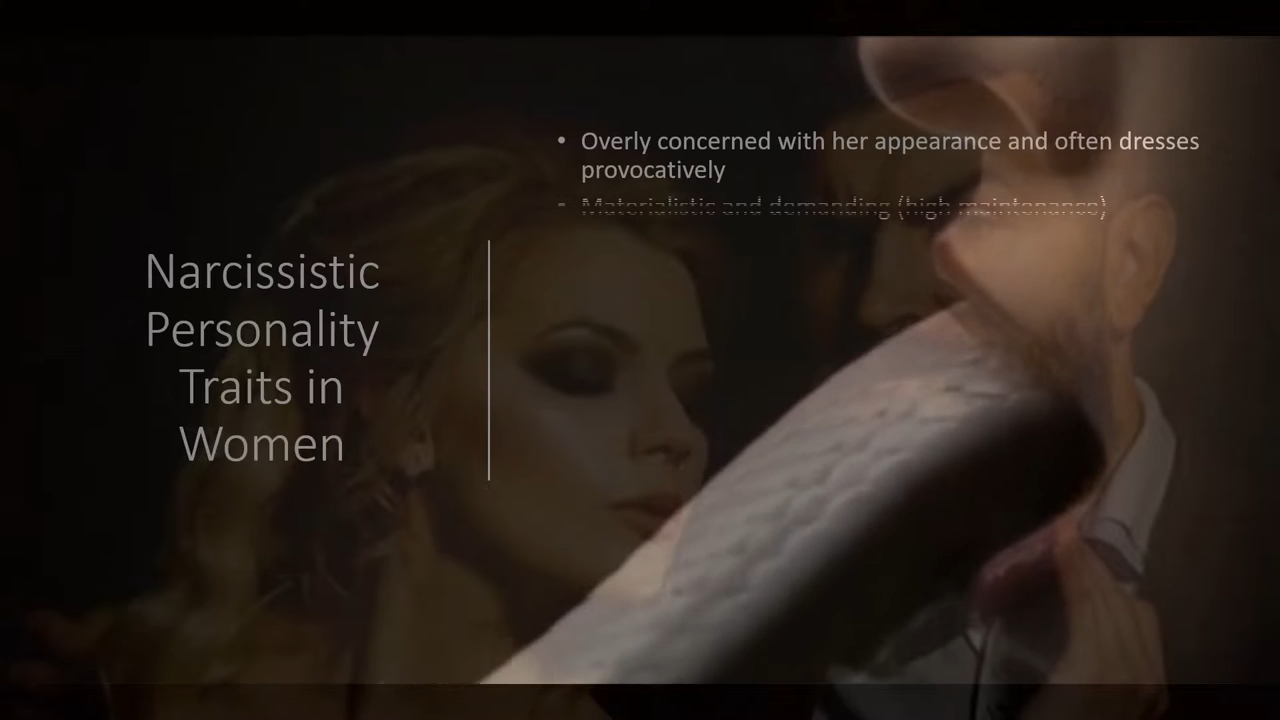 Narcissistic
Personality
Traits in
Women
• Overly concerned with her appearance and often dresses
provocatively
• Materialistic and demanding (high maintenance)